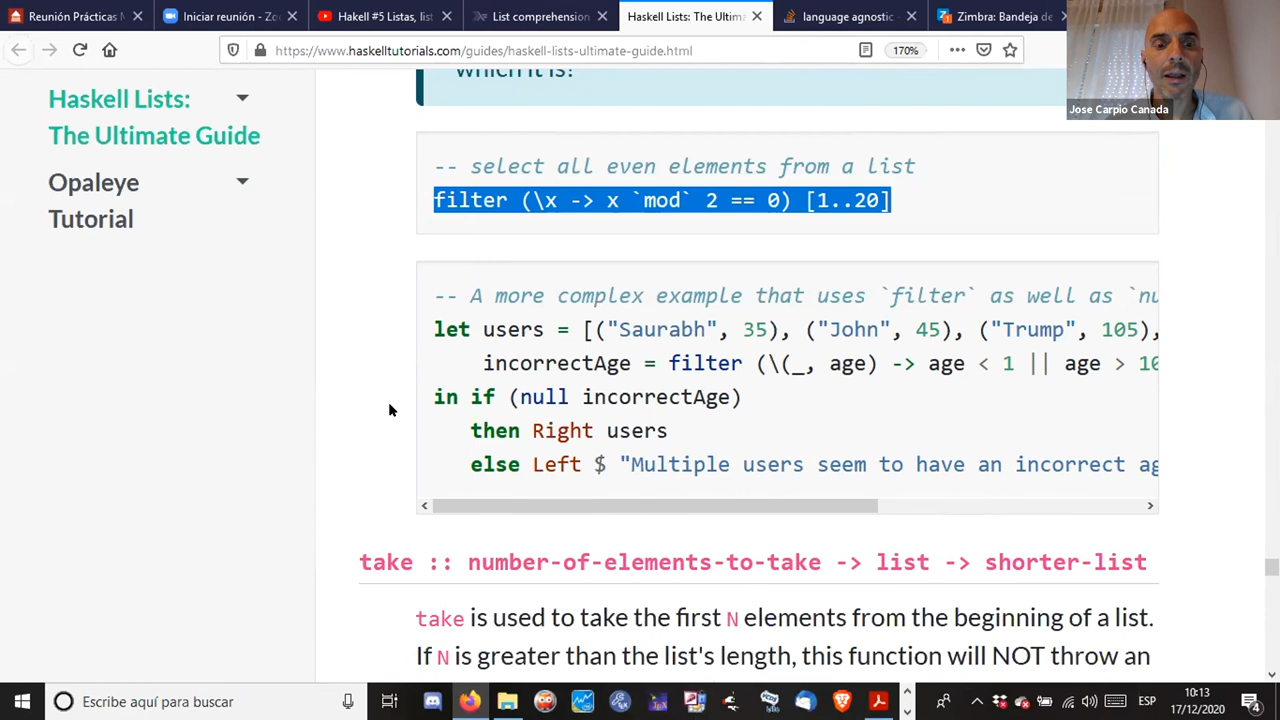 Reunión Prácticas
Iniciar reunión - Zo
Hakell #5 Listas, list
List comprehension
Haskell Lists: The Ultima
language agnostic -
Zimbra: Bandeja de
https://www.haskelltutorials.com/guides/haskell-lists-ultimate-guide.html
170%
Jose Carpio Canada
Haskell Lists:
The Ultimate Guide
Opaleye
Tutorial
which it is:
-- select all even elements from a list
filter (\x -> x `mod` 2 == 0) [1..20]
-- A more complex example that uses `filter` as well as `nu
let users = [("Saurabh", 35), ("John", 45), ("Trump", 105),
incorrectAge = filter (\(_, age) -> age < 1 || age > 10
in if (null incorrectAge)
then Right users
else Left $ "Multiple users seem to have an incorrect ag
take :: number-of-elements-to-take -> list -> shorter-list
take is used to take the first N elements from the beginning of a list.
If N is greater than the list's length, this function will NOT throw an
Escribe aquí para buscar
ESP
10:13
17/12/2020
4